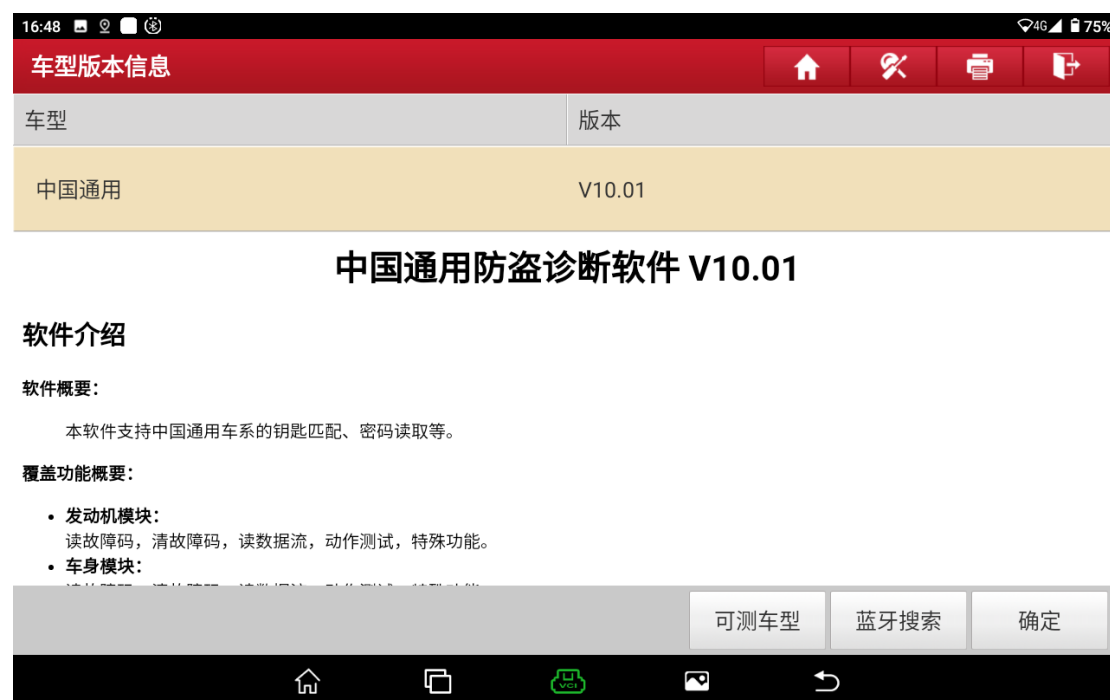 16:48 4G 75%
车型版本信息
车型 版本
中国通用 V10.01
中国通用防盗诊断软件 V10.01
软件介绍
软件概要：
本软件支持中国通用车系的钥匙匹配、密码读取等。
覆盖功能概要：
• 发动机模块：
读故障码，清故障码，读数据流，动作测试，特殊功能。
• 车身模块：
可测车型 蓝牙搜索 确定
VCI